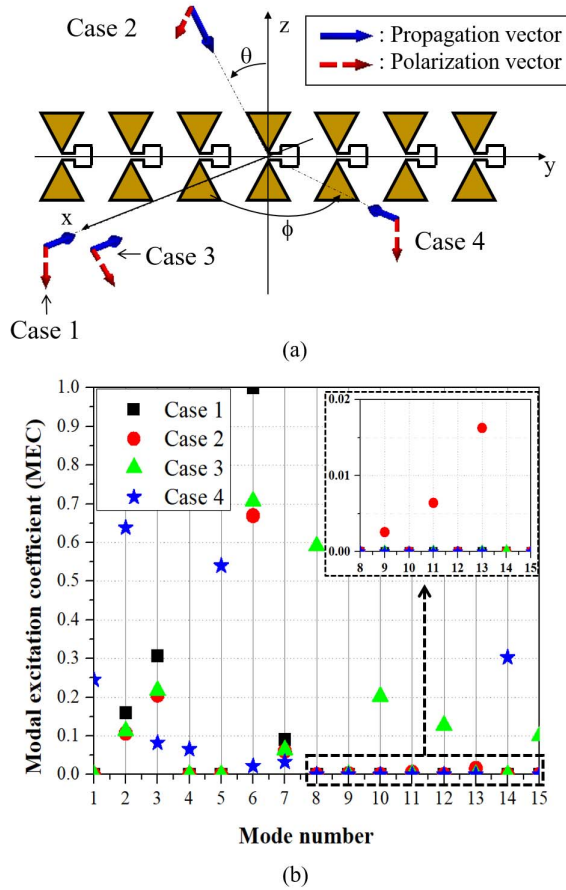 Case 2
z
θ
: Propagation vector
: Polarization vector
y
x
ϕ
Case 3
Case 4
Case 1
(a)
Modal excitation coefficient (MEC)
1.0
0.9
0.8
0.7
0.6
0.5
0.4
0.3
0.2
0.1
0.0
Case 1
Case 2
Case 3
Case 4
0.02
0.01
0.00
8 9 10 11 12 13 14 15
1 2 3 4 5 6 7 8 9 10 11 12 13 14 15
Mode number
(b)